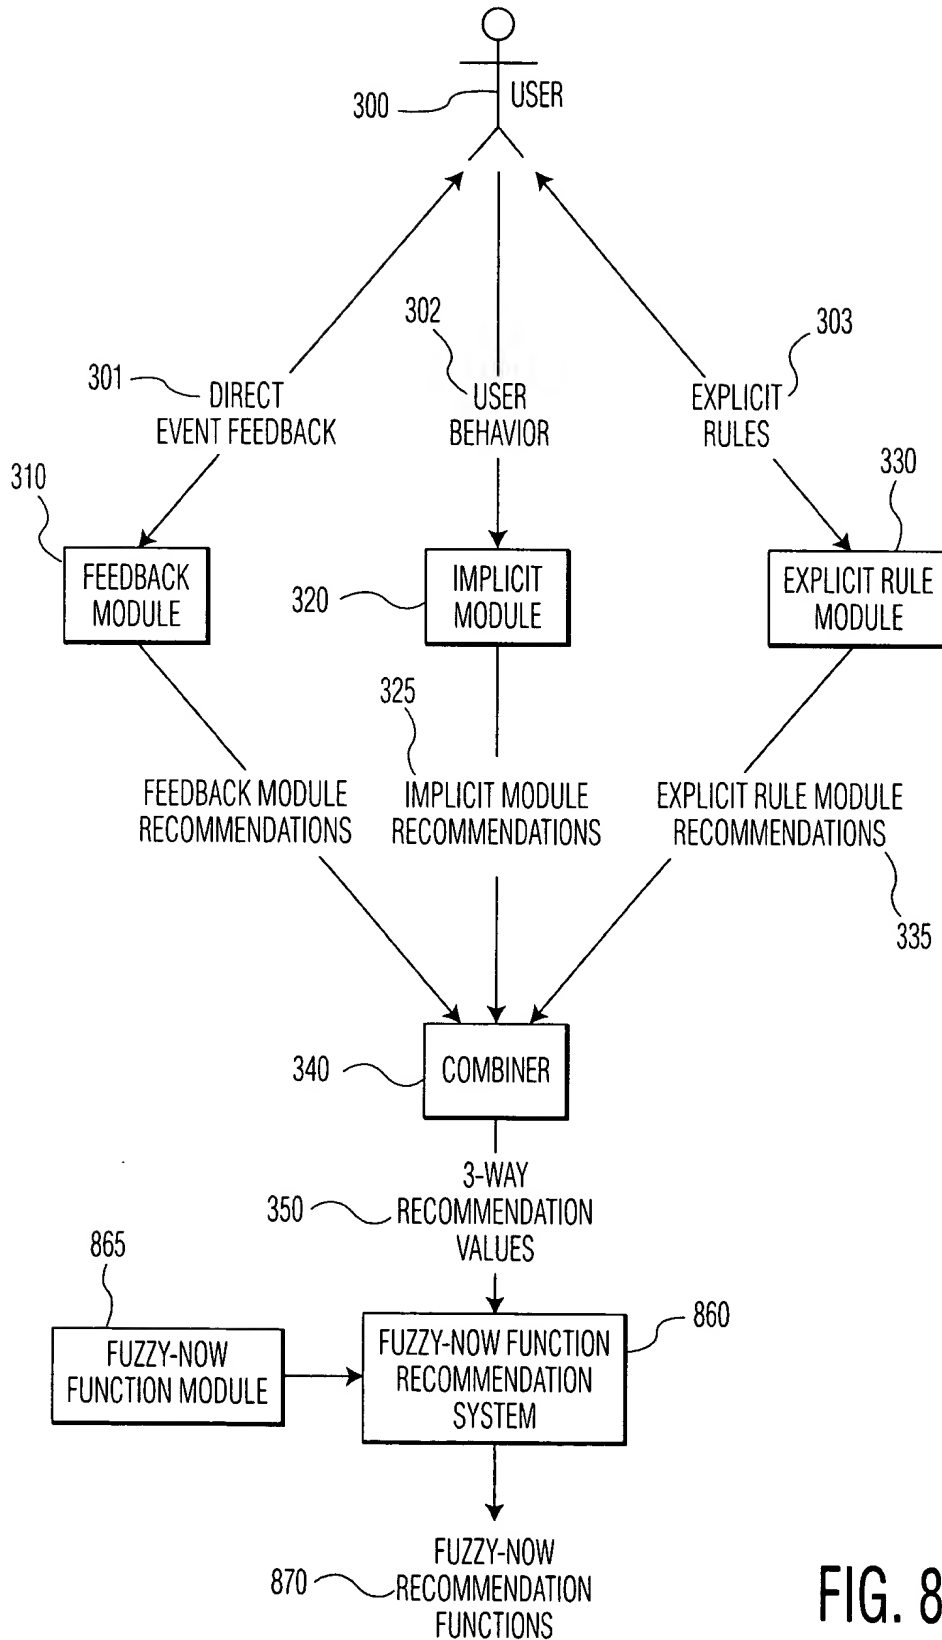 300
USER
302
303
301
DIRECT
EVENT FEEDBACK
USER
BEHAVIOR
EXPLICIT
RULES
310
330
FEEDBACK
MODULE
320
IMPLICIT
MODULE
EXPLICIT RULE
MODULE
325
FEEDBACK MODULE
RECOMMENDATIONS
IMPLICIT MODULE
RECOMMENDATIONS
EXPLICIT RULE MODULE
RECOMMENDATIONS
335
340
COMBINER
350
3-WAY
RECOMMENDATION
VALUES
865
860
FUZZY-NOW
FUNCTION MODULE
FUZZY-NOW FUNCTION
RECOMMENDATION
SYSTEM
870
FUZZY-NOW
RECOMMENDATION
FUNCTIONS
FIG. 8